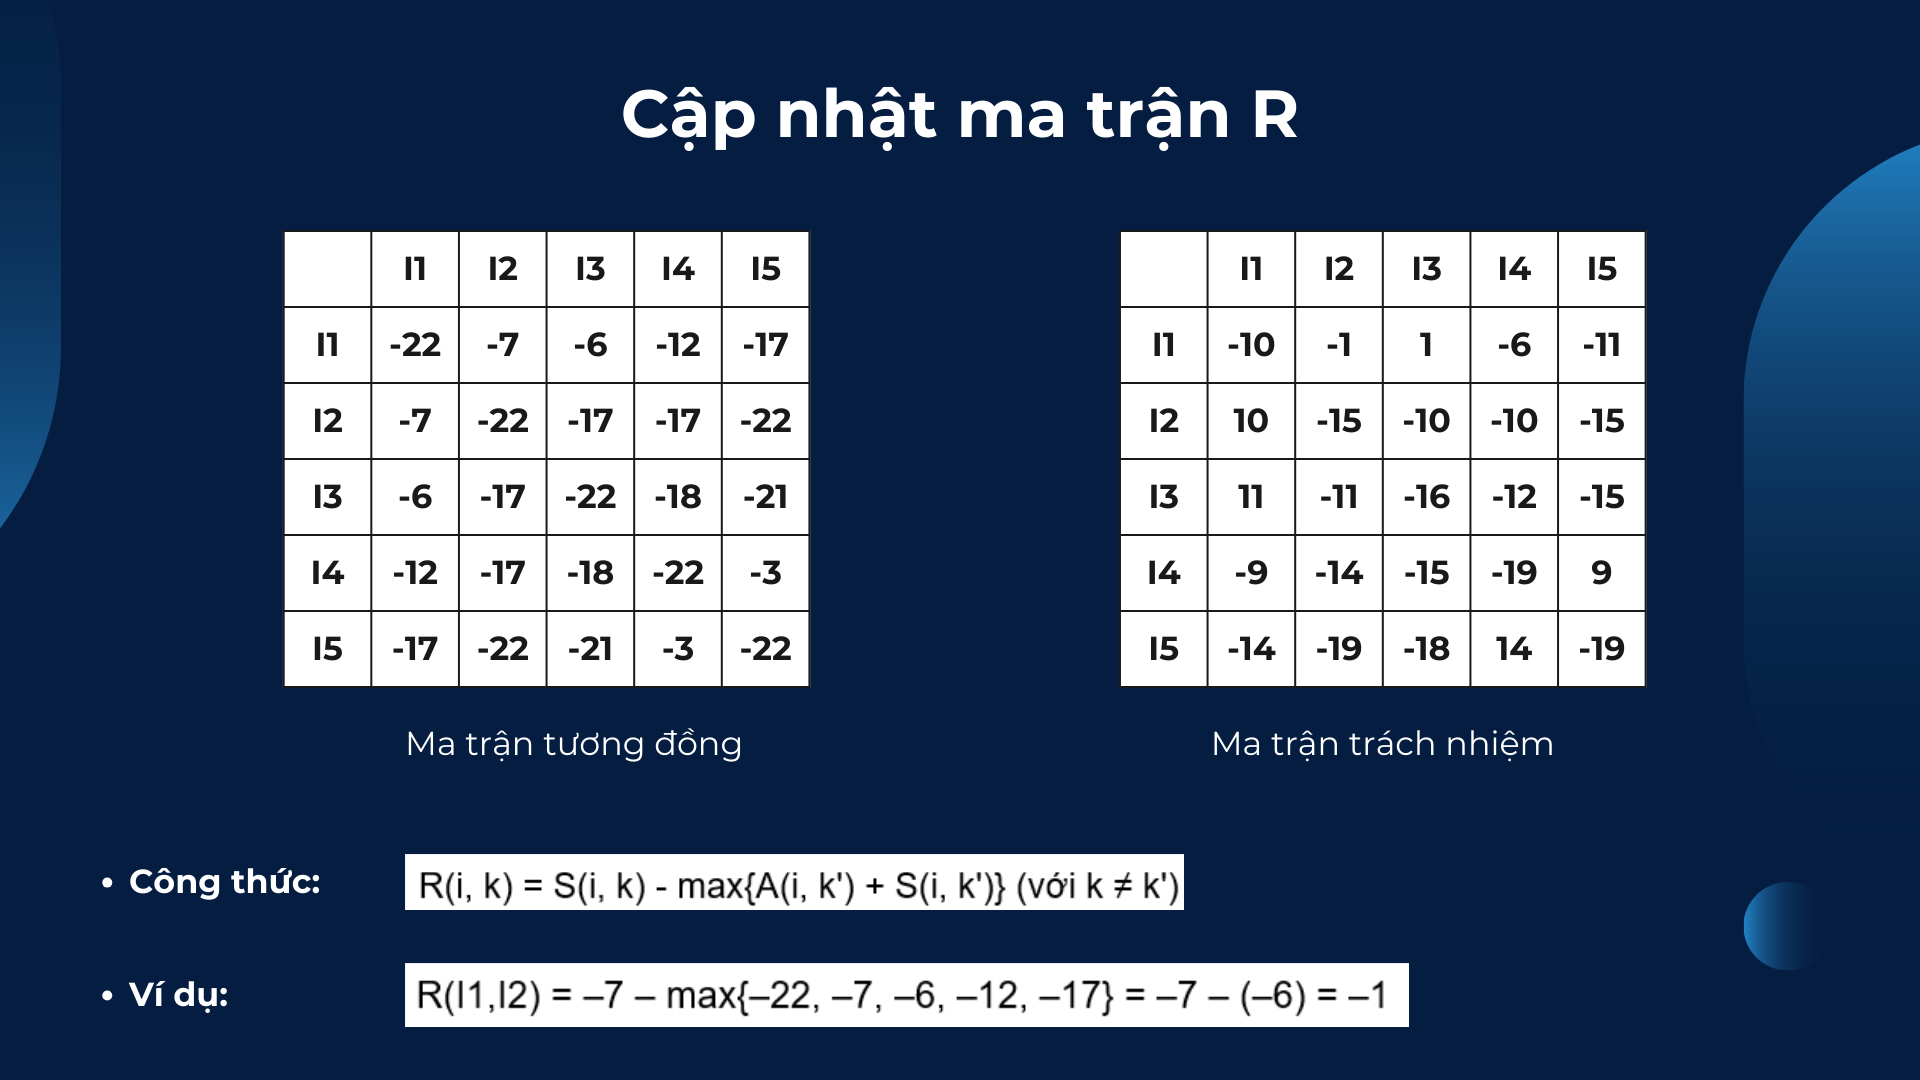 Cập nhật ma trận R
I1 I2 I3 I4 I5
I1 -22 -7 -6 -12 -17
I2 -7 -22 -17 -17 -22
I3 -6 -17 -22 -18 -21
I4 -12 -17 -18 -22 -3
I5 -17 -22 -21 -3 -22
Ma trận tương đồng
I1 I2 I3 I4 I5
I1 -10 -1 1 -6 -11
I2 10 -15 -10 -10 -15
I3 11 -11 -16 -12 -15
I4 -9 -14 -15 -19 9
I5 -14 -19 -18 14 -19
Ma trận trách nhiệm
• Công thức: R(i, k) = S(i, k) - max{A(i, k') + S(i, k')} (với k ≠ k')
• Ví dụ: R(I1,I2) = –7 – max{–22, –7, –6, –12, –17} = –7 – (–6) = –1